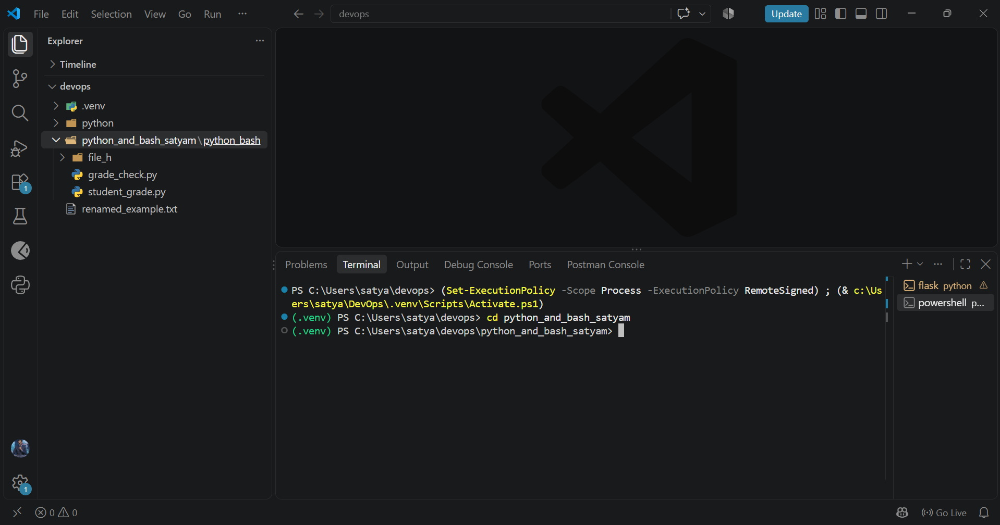 File Edit Selection View Go Run ···
devops
Update
Explorer
Timeline
devops
.venv
python
python_and_bash_satyam\python_bash
file_h
grade_check.py
student_grade.py
renamed_example.txt
1
1
Problems Terminal Output Debug Console Ports Postman Console
PS C:\Users\satya\devops> (Set-ExecutionPolicy -Scope Process -ExecutionPolicy RemoteSigned) ; (& c:\Us
ers\satya\DevOps\.venv\Scripts\Activate.ps1)
(.venv) PS C:\Users\satya\devops> cd python_and_bash_satyam
(.venv) PS C:\Users\satya\devops\python_and_bash_satyam>
flask python
powershell p...
0 0
Go Live